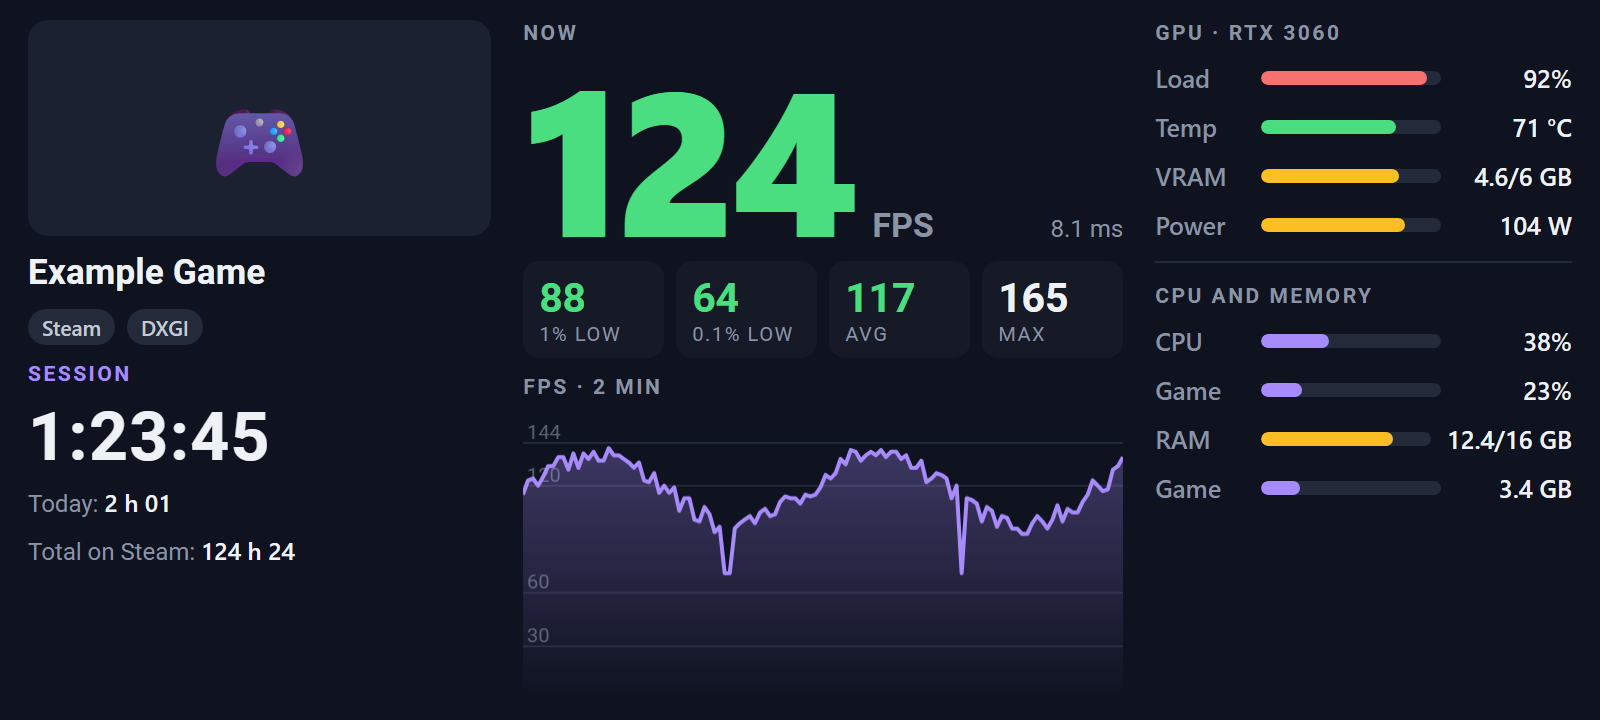 Example Game
Steam
DXGI
SESSION
1:23:45
Today: 2 h 01
Total on Steam: 124 h 24
NOW
124 FPS
8.1 ms
88
1% LOW
64
0.1% LOW
117
AVG
165
MAX
FPS · 2 MIN
144
120
60
30
GPU · RTX 3060
Load 92%
Temp 71 °C
VRAM 4.6/6 GB
Power 104 W
CPU AND MEMORY
CPU 38%
Game 23%
RAM 12.4/16 GB
Game 3.4 GB